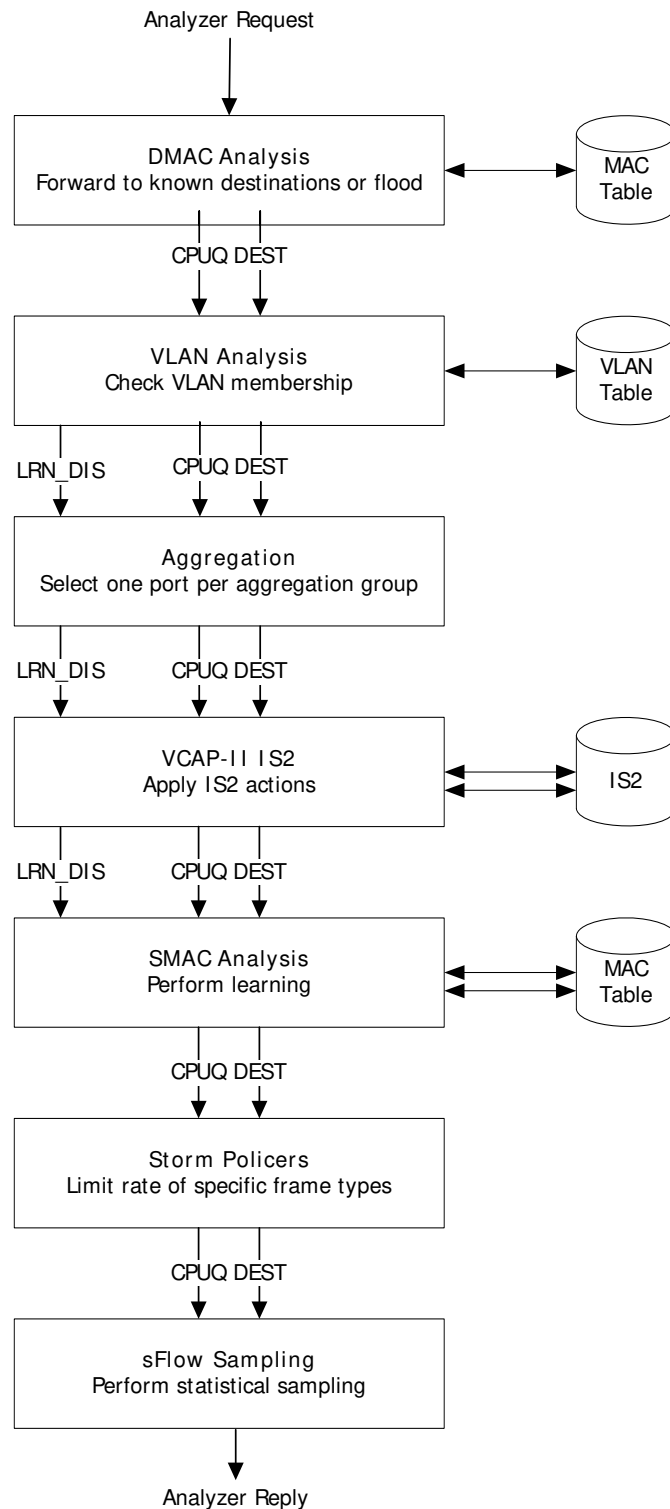 Analyzer Request
DMAC Analysis
Forward to known destinations or flood
MAC
Table
CPUQ DEST
VLAN Analysis
Check VLAN membership
VLAN
Table
LRN_DIS
CPUQ DEST
Aggregation
Select one port per aggregation group
LRN_DIS
CPUQ DEST
VCAP-II IS2
Apply IS2 actions
IS2
LRN_DIS
CPUQ DEST
SMAC Analysis
Perform learning
MAC
Table
CPUQ DEST
Storm Policers
Limit rate of specific frame types
CPUQ DEST
sFlow Sampling
Perform statistical sampling
Analyzer Reply